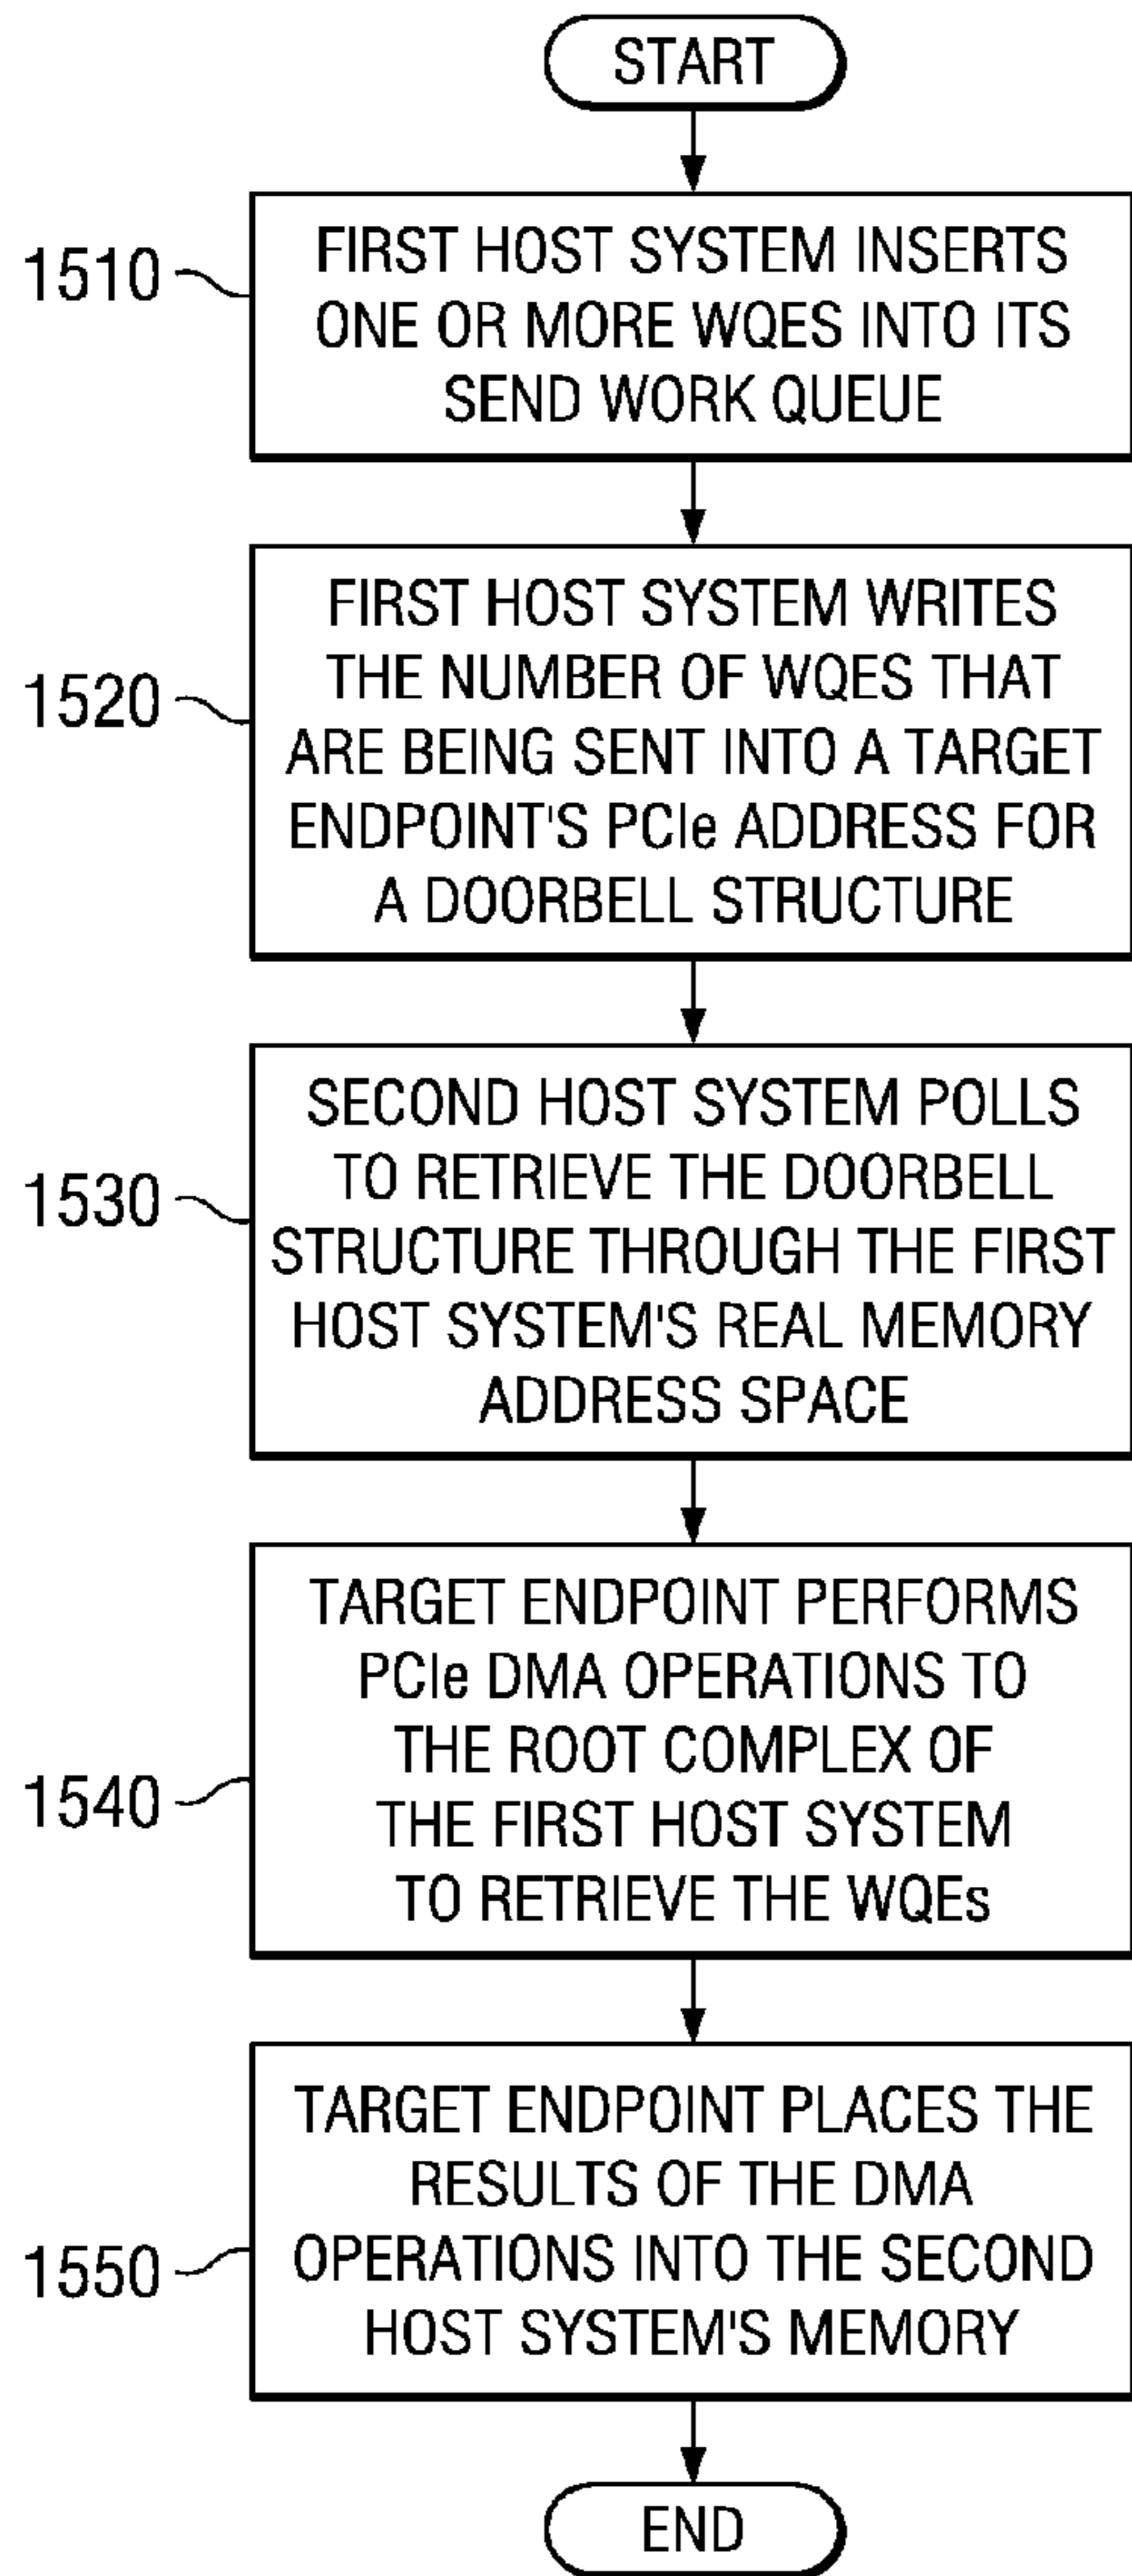 START
1510
FIRST HOST SYSTEM INSERTS
ONE OR MORE WQES INTO ITS
SEND WORK QUEUE
1520
FIRST HOST SYSTEM WRITES
THE NUMBER OF WQES THAT
ARE BEING SENT INTO A TARGET
ENDPOINT'S PCIe ADDRESS FOR
A DOORBELL STRUCTURE
1530
SECOND HOST SYSTEM POLLS
TO RETRIEVE THE DOORBELL
STRUCTURE THROUGH THE FIRST
HOST SYSTEM'S REAL MEMORY
ADDRESS SPACE
1540
TARGET ENDPOINT PERFORMS
PCIe DMA OPERATIONS TO
THE ROOT COMPLEX OF
THE FIRST HOST SYSTEM
TO RETRIEVE THE WQEs
1550
TARGET ENDPOINT PLACES THE
RESULTS OF THE DMA
OPERATIONS INTO THE SECOND
HOST SYSTEM'S MEMORY
END